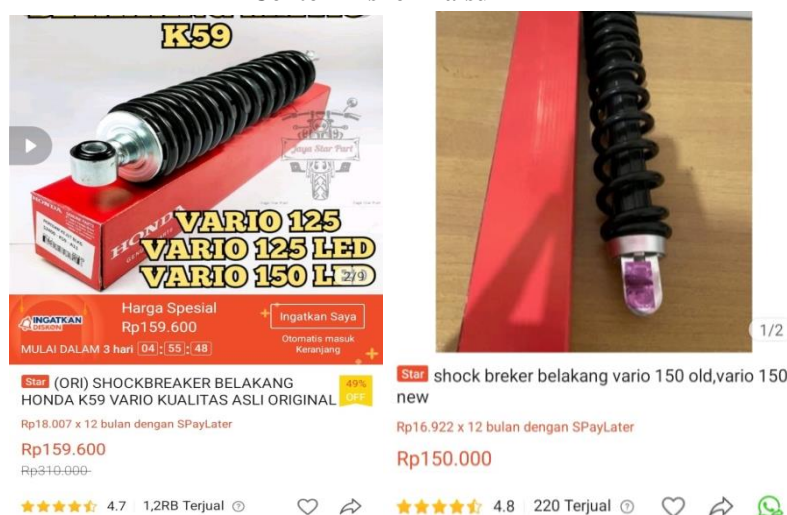 K59
Jaya Star Part
HONDA
HONDA
VARIO 125
VARIO 125 LED
VARIO 150 LED
2/9
INGATKAN
DISKON
Harga Spesial
Rp159.600
Ingatkan Saya
MULAI DALAM 3 hari 04:55:48
Otomatis masuk
Keranjang
Star (ORI) SHOCKBREAKER BELAKANG
HONDA K59 VARIO KUALITAS ASLI ORIGINAL
49%
OFF
Rp18.007 x 12 bulan dengan SPayLater
Rp159.600
Rp310.000
4.7 1,2RB Terjual
1/2
Star shock breker belakang vario 150 old,vario 150
new
Rp16.922 x 12 bulan dengan SPayLater
Rp150.000
4.8 220 Terjual